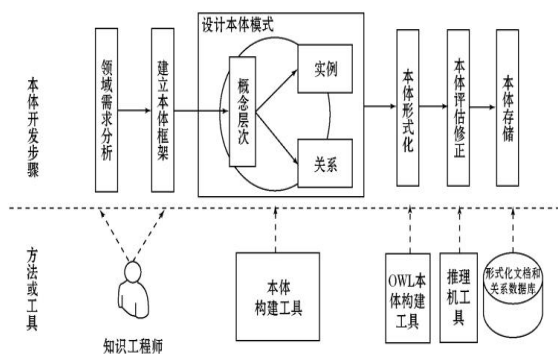 设计本体模式
本体开发步骤
领域需求分析
建立本体框架
概念层次
实例
关系
本体形式化
本体评估修正
本体存储
方法或工具
知识工程师
本体
构建工具
OWL本
体构建
工具
推理
机工
具
形式化文档和
关系数据库